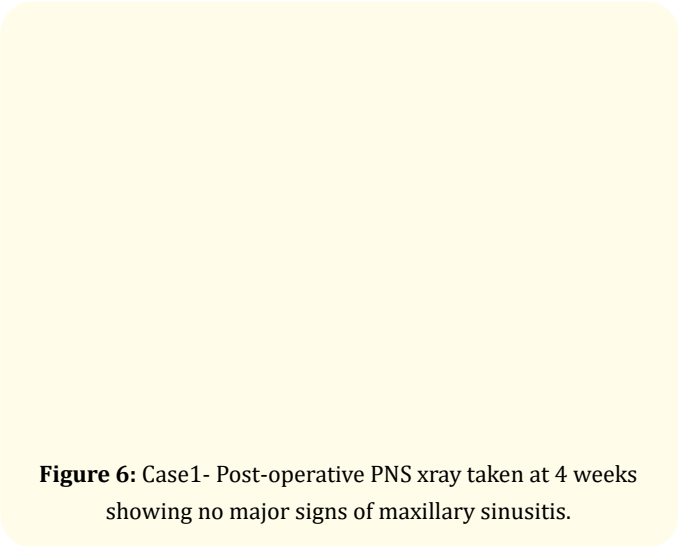 Figure 6: Case1- Post-operative PNS xray taken at 4 weeks
showing no major signs of maxillary sinusitis.